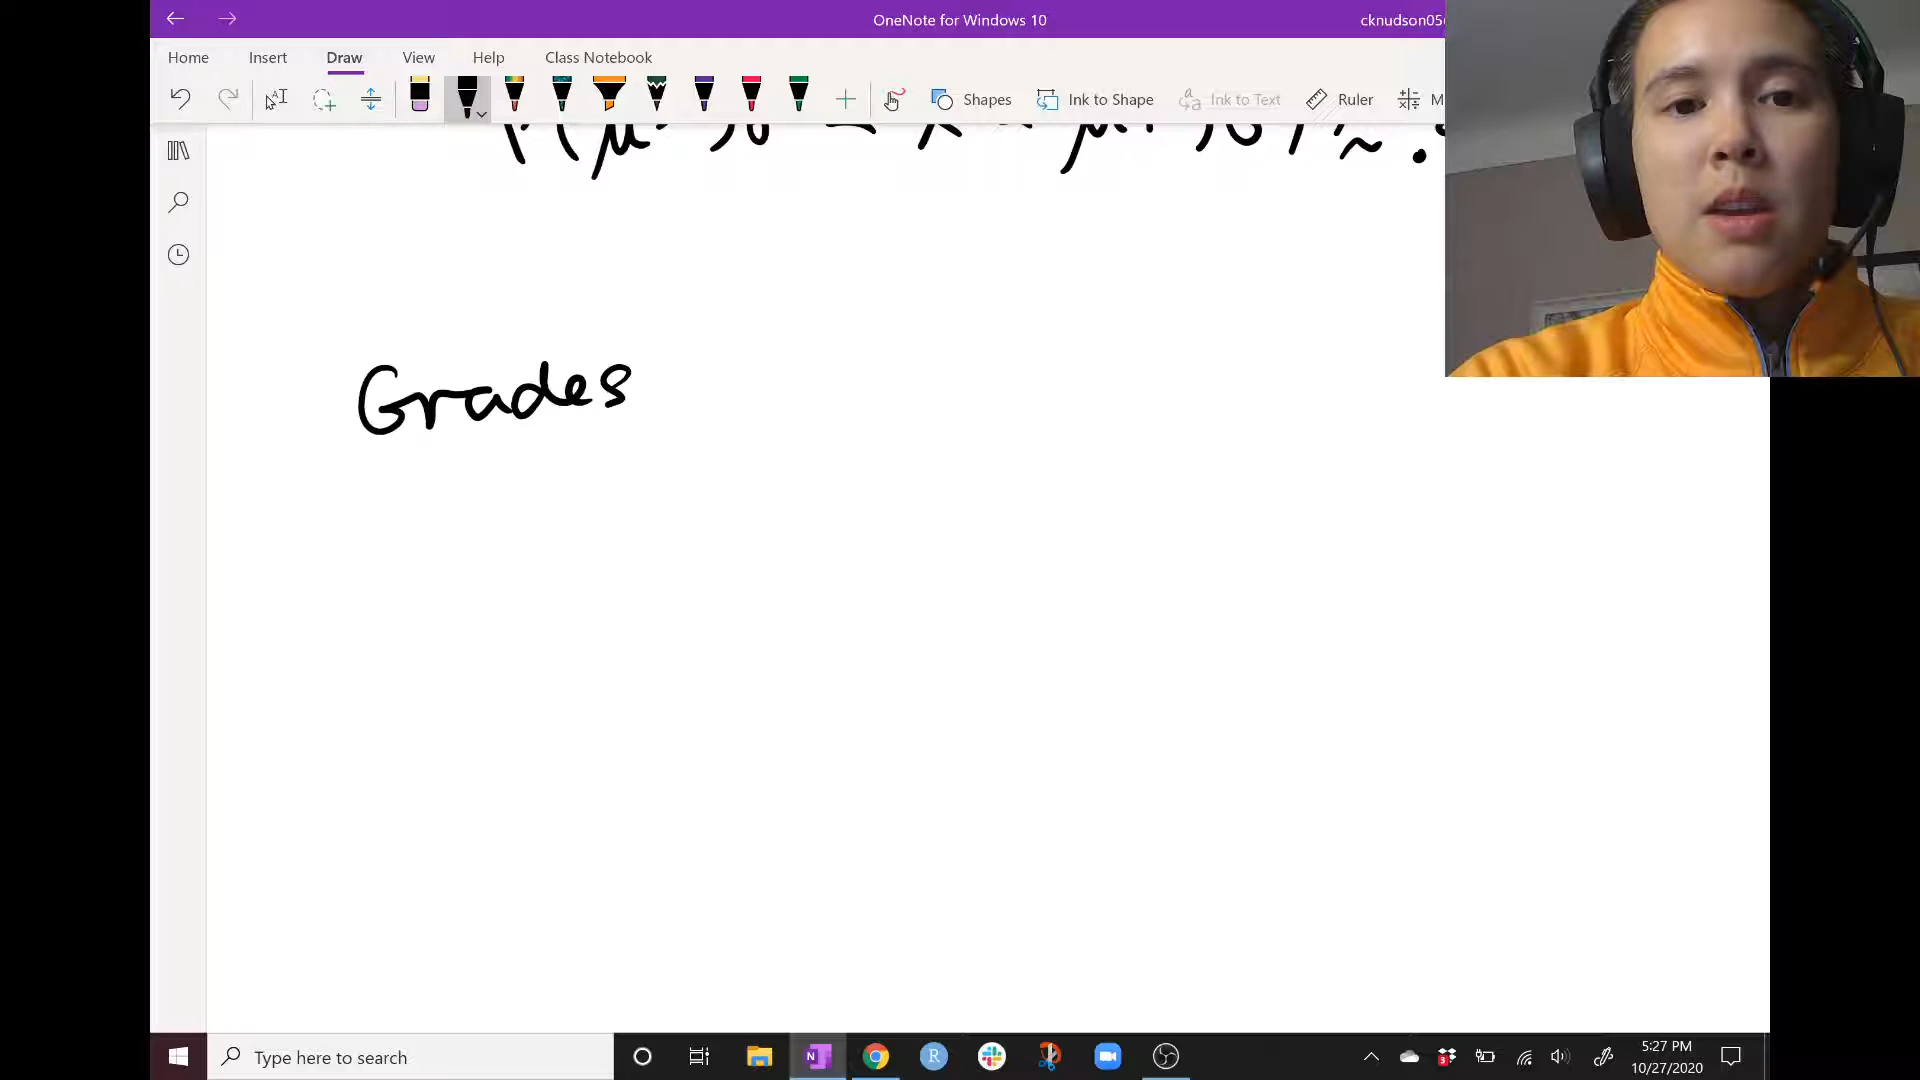 OneNote for Windows 10
cknudson05
Home Insert Draw View Help Class Notebook
Shapes Ink to Shape Ink to Text Ruler M
Grades
Type here to search
5:27 PM
10/27/2020